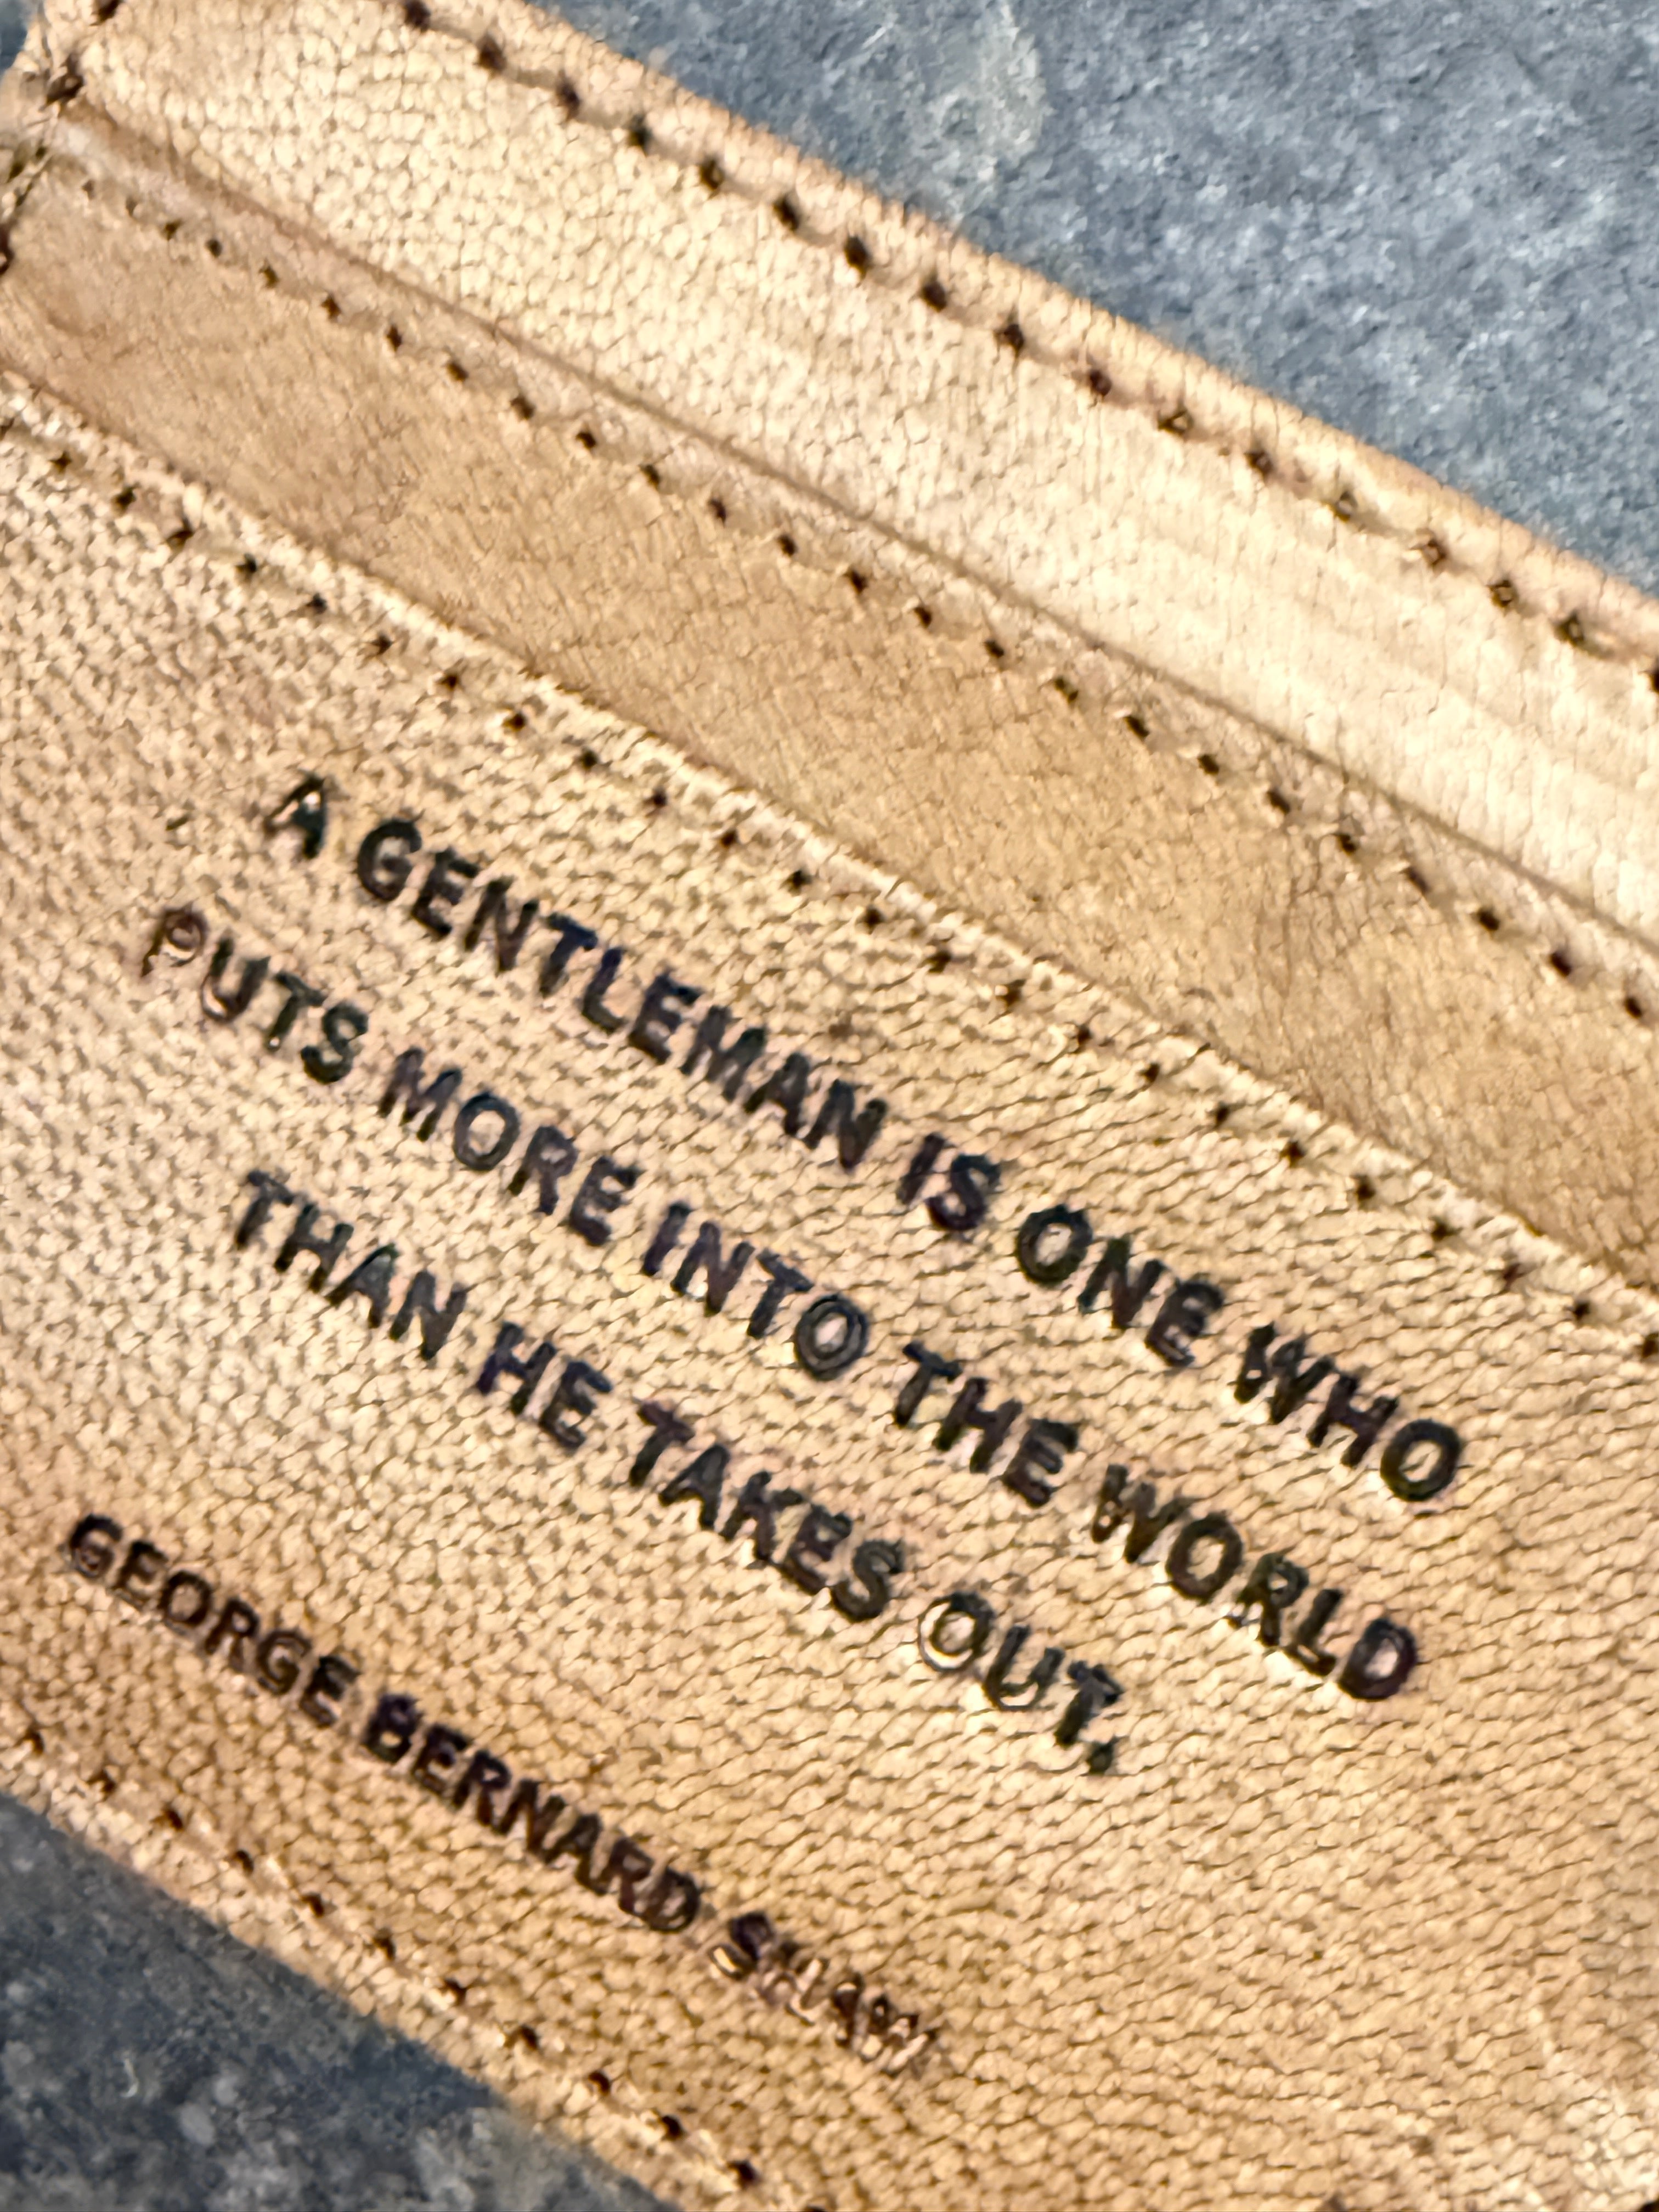 A GENTLEMAN IS ONE WHO
PUTS MORE INTO THE WORLD
THAN HE TAKES OUT.
GEORGE BERNARD SHAW